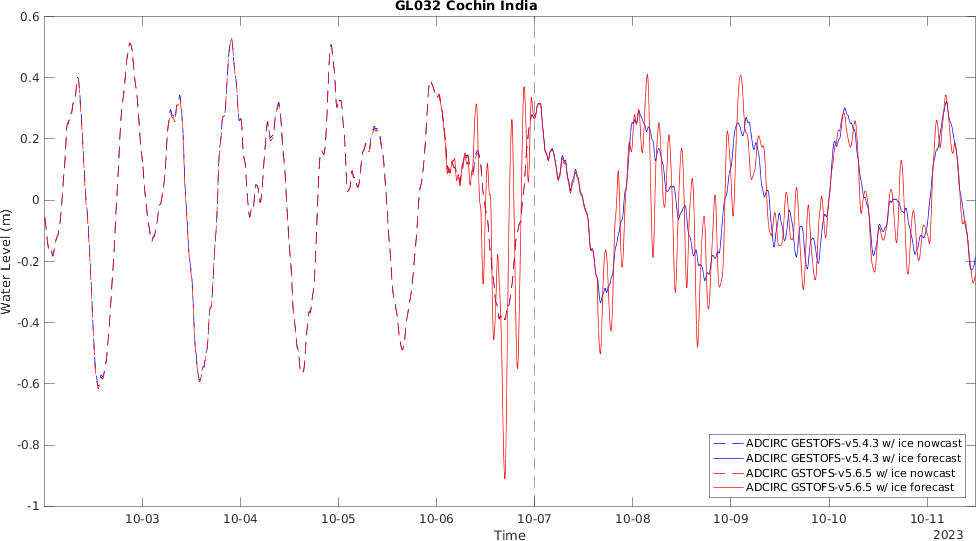 GL032 Cochin India
0.6
0.4
0.2
0
-0.2
-0.4
-0.6
-0.8
-1
Water Level (m)
ADCIRC GESTOFS-v5.4.3 w/ ice nowcast
ADCIRC GESTOFS-v5.4.3 w/ ice forecast
ADCIRC GSTOFS-v5.6.5 w/ ice nowcast
ADCIRC GSTOFS-v5.6.5 w/ ice forecast
10-03 10-04 10-05 10-06 10-07 10-08 10-09 10-10 10-11
Time
2023